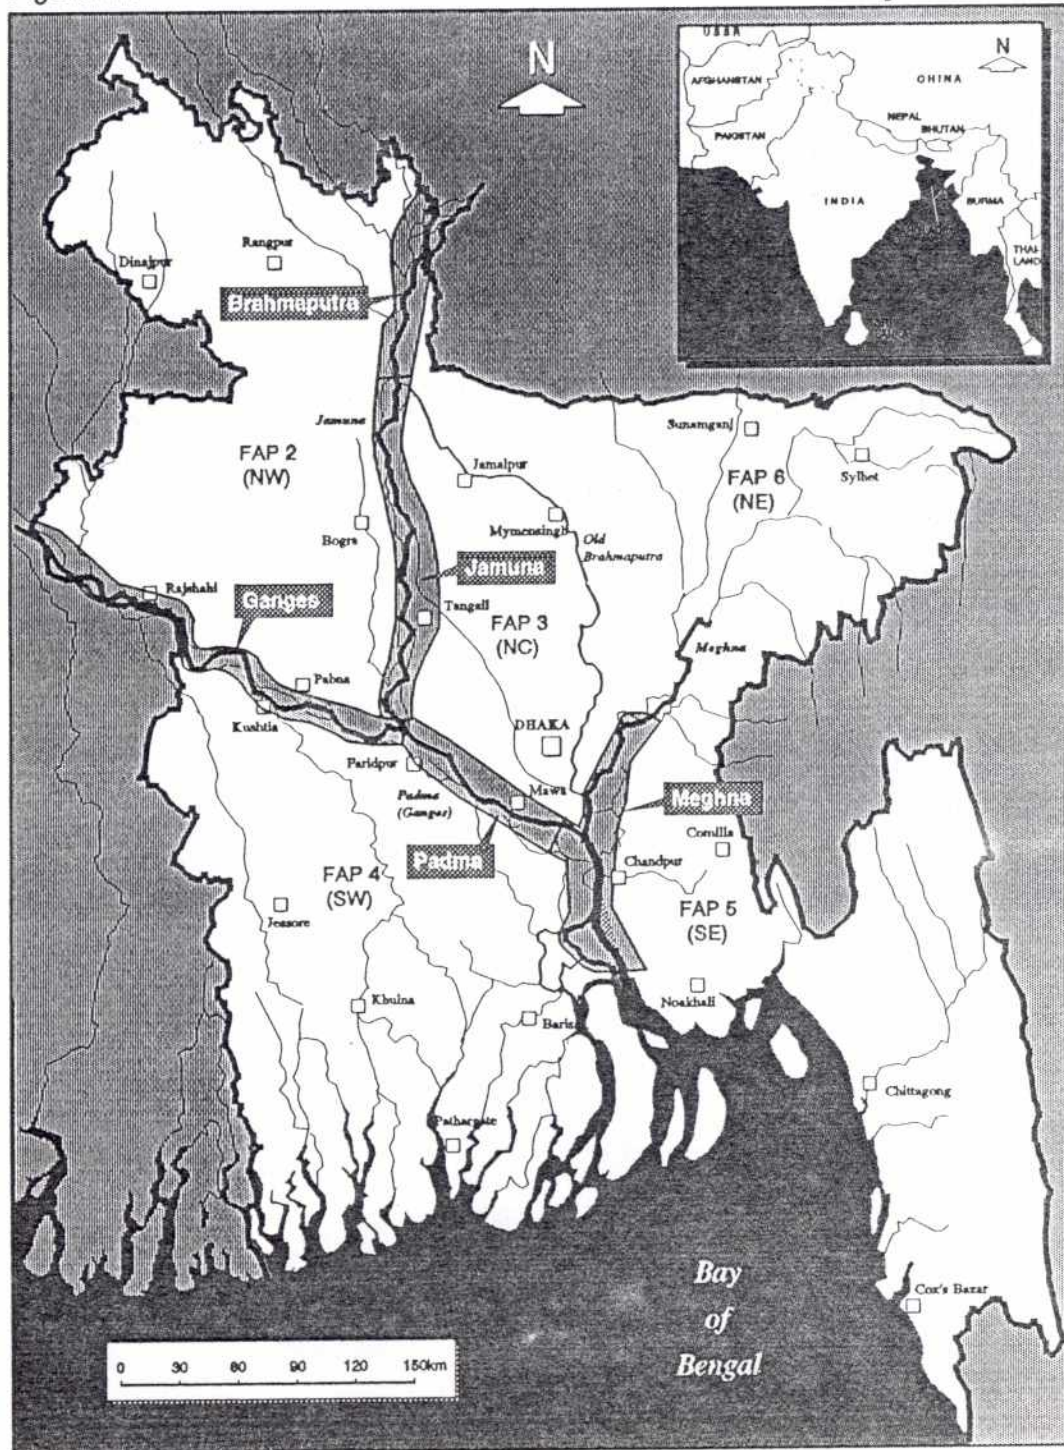 N
USSR
AFGHANISTAN
PAKISTAN
CHINA
NEPAL
BHUTAN
INDIA
BURMA
THAI-
LAND
N
Dinajpur
Rangpur
Brahmaputra
Jamuna
FAP 2
(NW)
Bogra
Jamalpur
Mymensingh
Old
Brahmaputra
Sunamganj
FAP 6
(NE)
Sylhet
Rajshahi
Ganges
Jamuna
Tangail
FAP 3
(NC)
Meghna
Pabna
Kushtia
DHAKA
Faridpur
Padma
(Ganges)
Mawa
Meghna
Padma
Comilla
Chandpur
FAP 4
(SW)
FAP 5
(SE)
Jessore
Khulna
Noakhali
Baris
Chittagong
Cox's Bazar
Bay
of
Bengal
0 30 60 90 120 150km